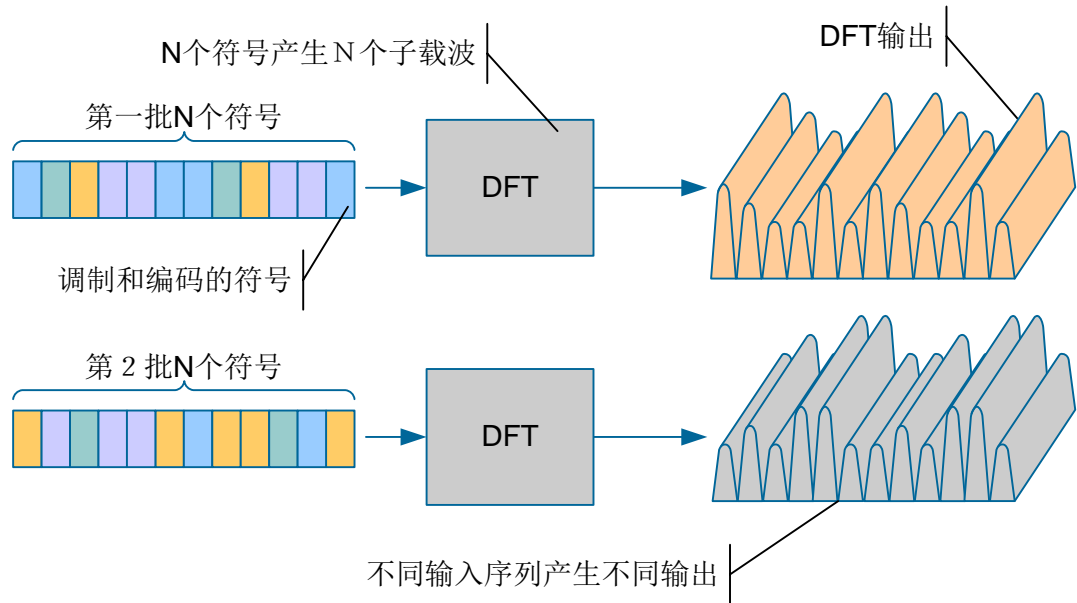 N个符号产生N个子载波
DFT输出
第一批N个符号
DFT
调制和编码的符号
第2批N个符号
DFT
不同输入序列产生不同输出